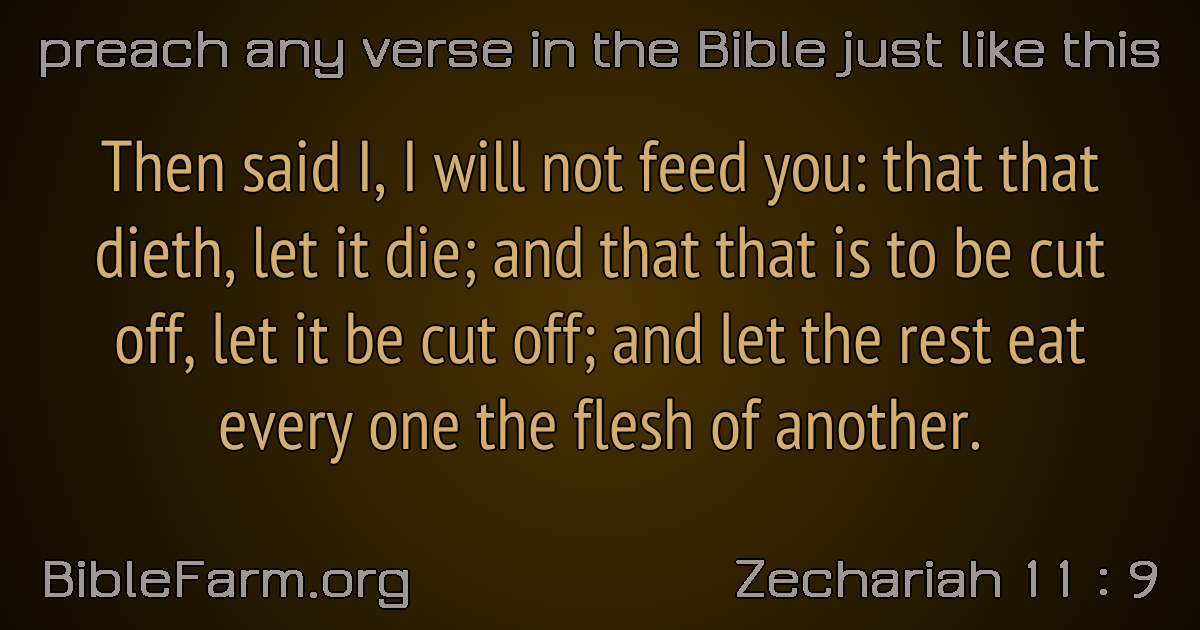 preach any verse in the Bible just like this
Then said I, I will not feed you: that that
dieth, let it die; and that that is to be cut
off, let it be cut off; and let the rest eat
every one the flesh of another.
BibleFarm.org
Zechariah 11 : 9